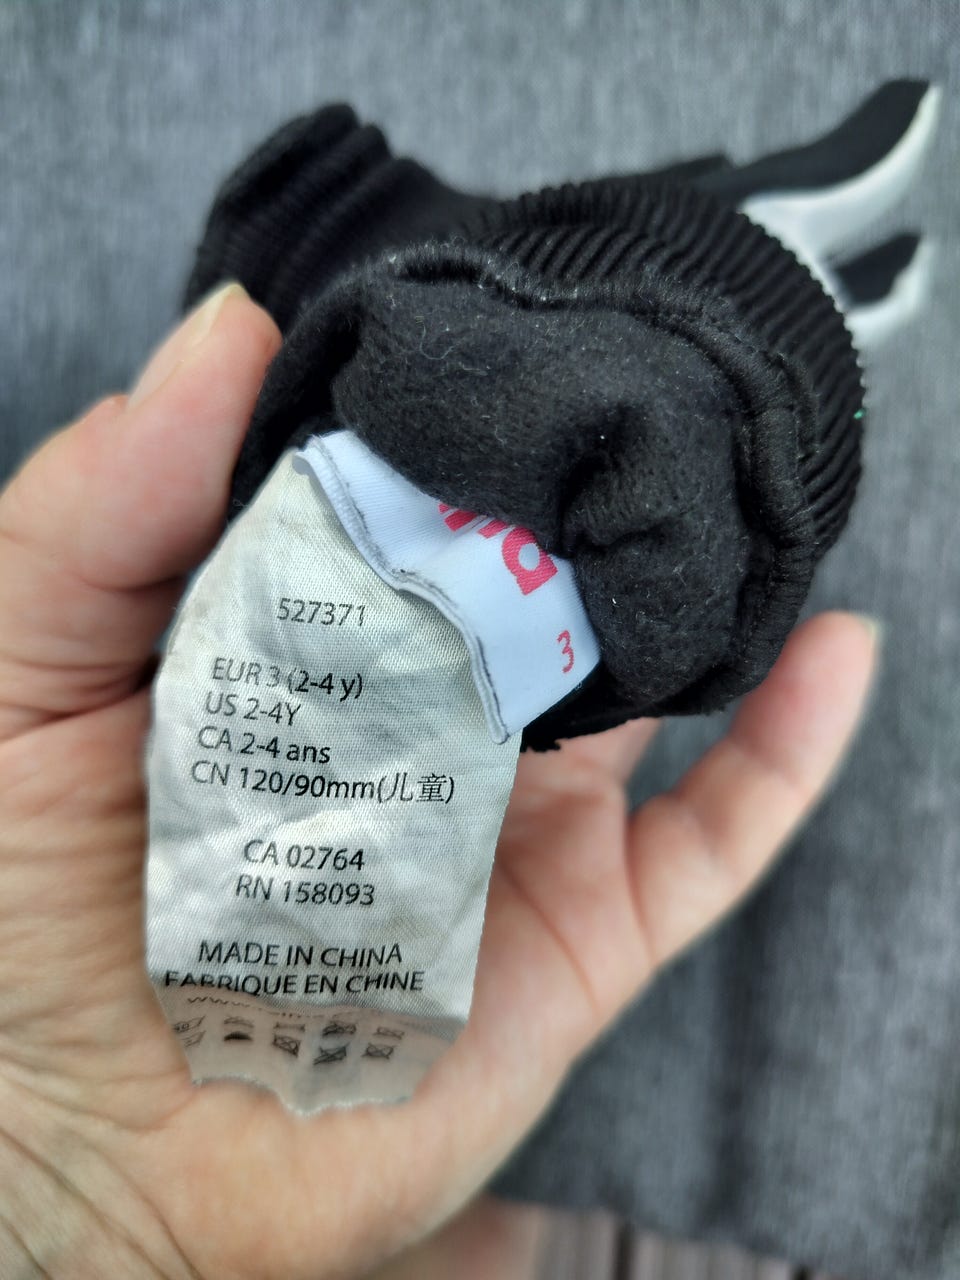 3
527371
EUR 3 (2-4 y)
US 2-4Y
CA 2-4 ans
CN 120/90mm(儿童)
CA 02764
RN 158093
MADE IN CHINA
FABRIQUE EN CHINE